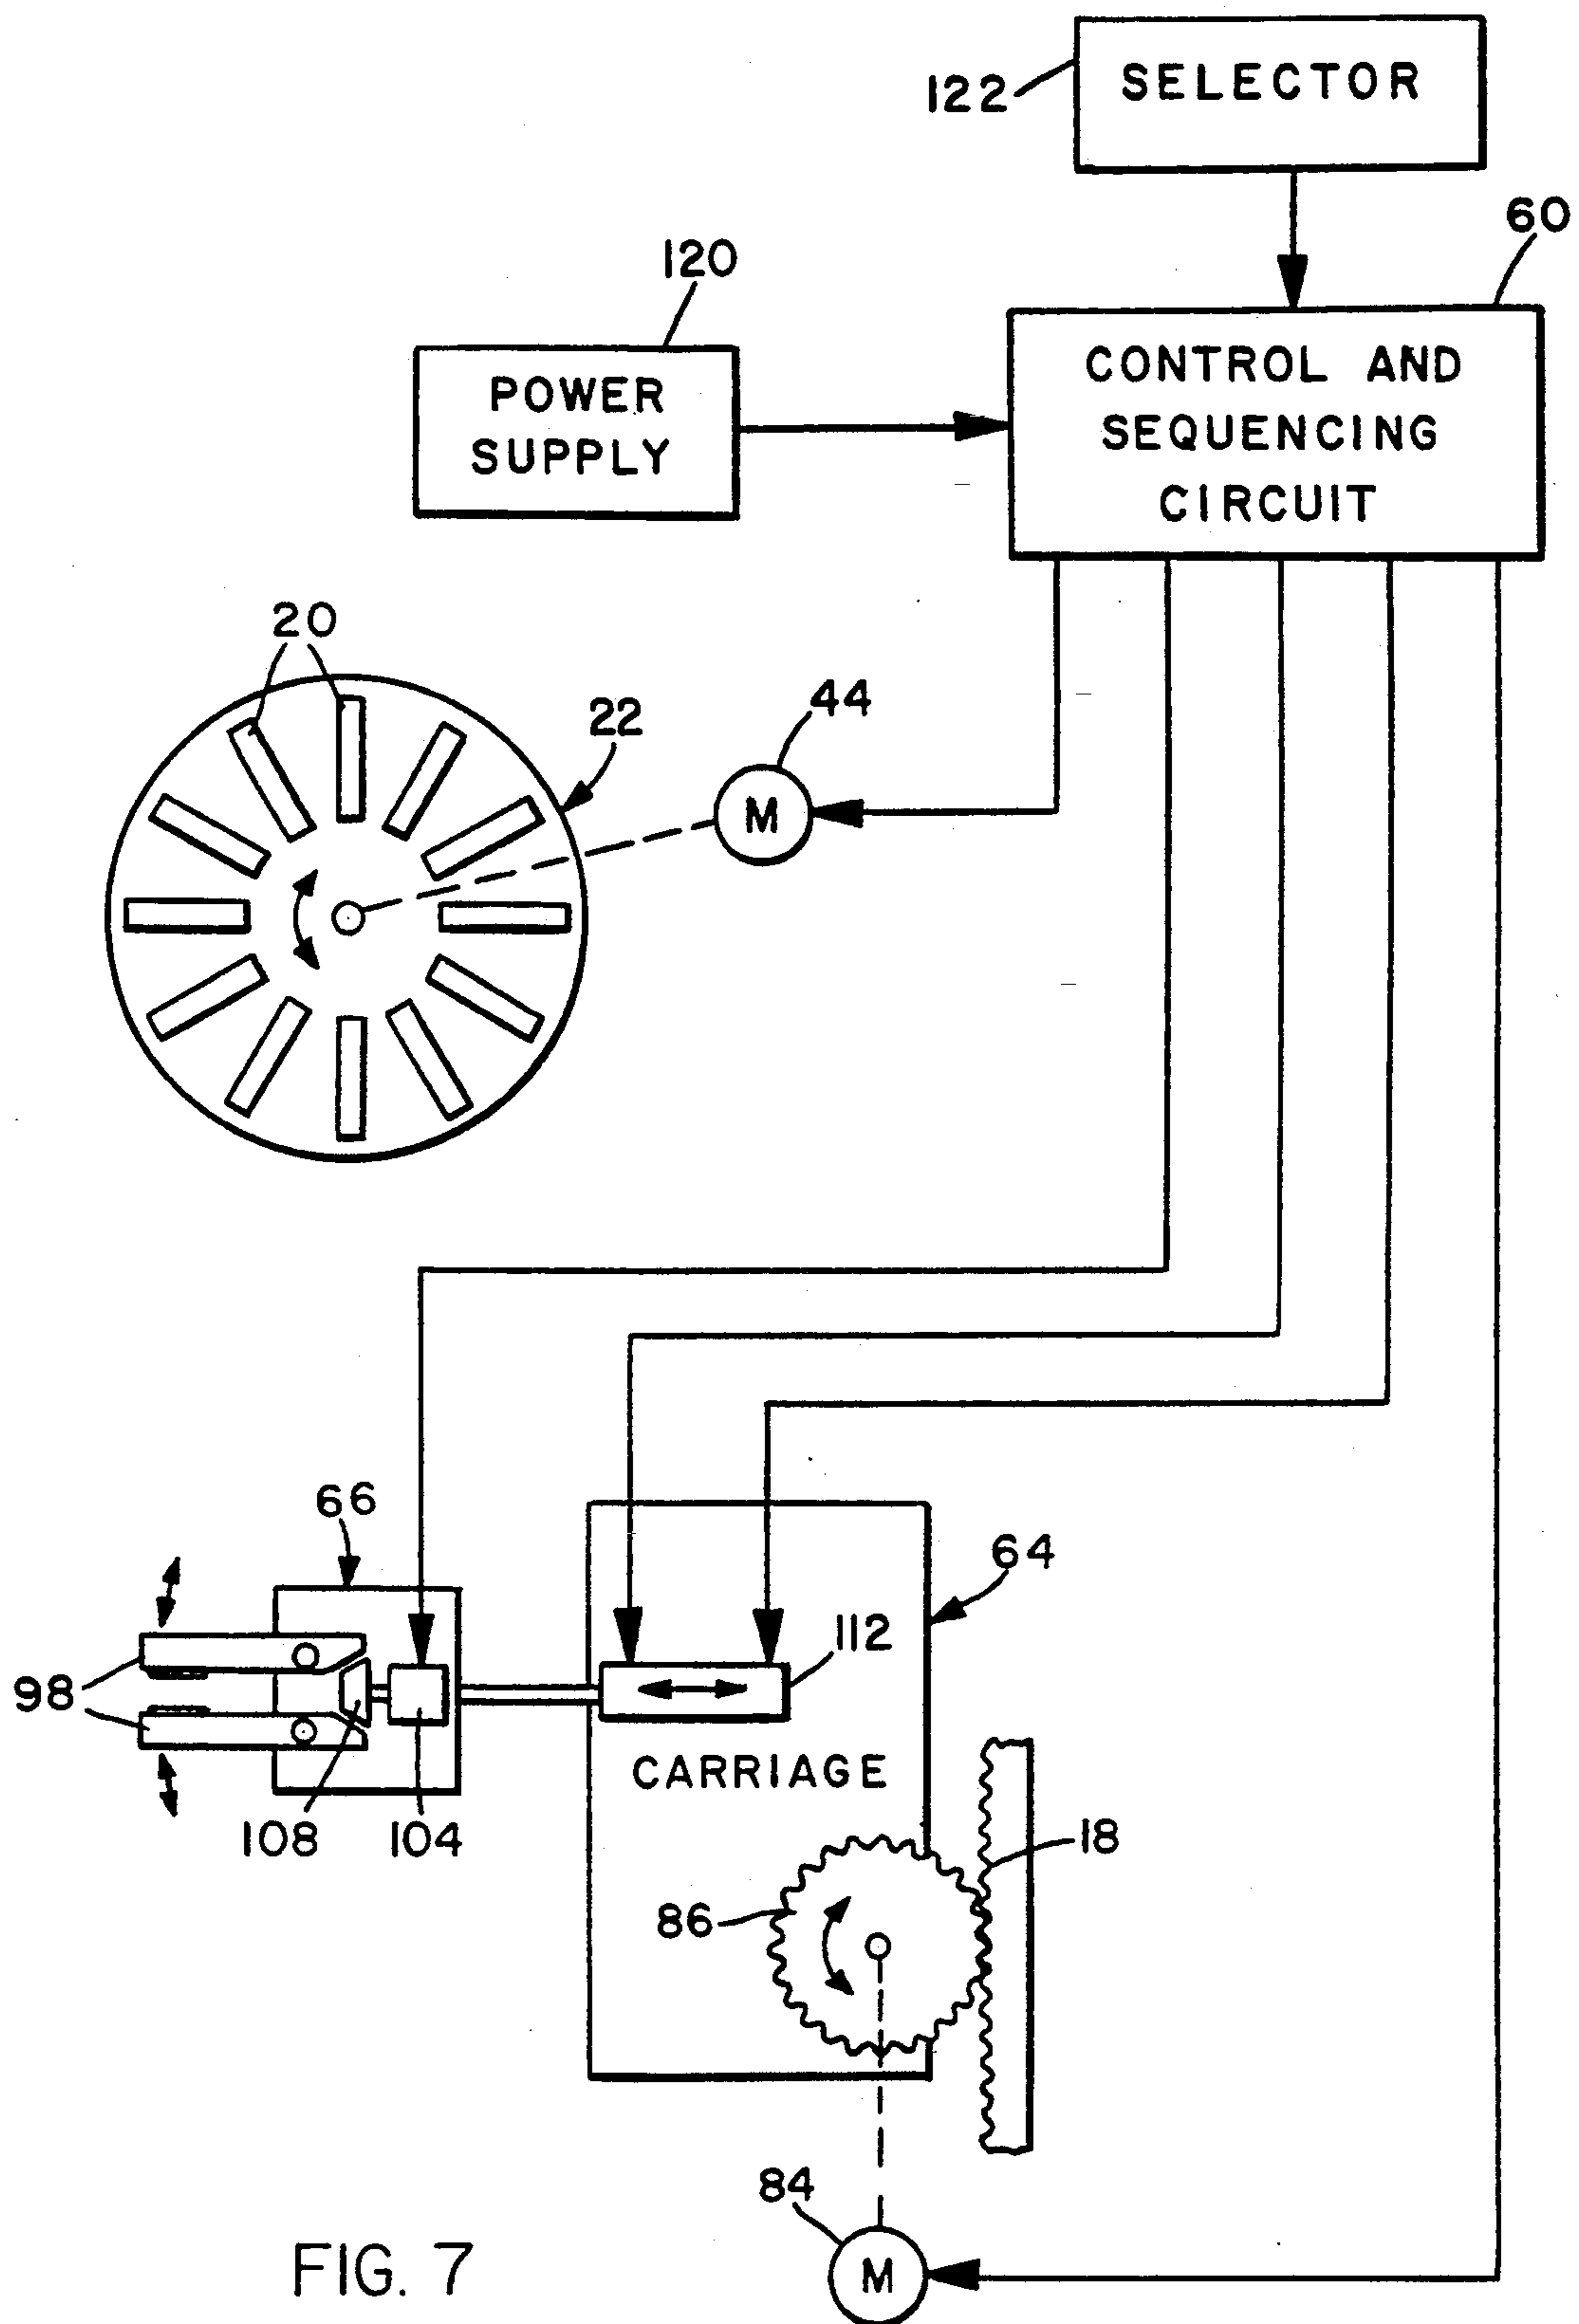 SELECTOR
122
60
120
POWER
SUPPLY
CONTROL AND
SEQUENCING
CIRCUIT
20
22
44
M
66
64
112
98
CARRIAGE
108
104
18
86
84
M
FIG. 7